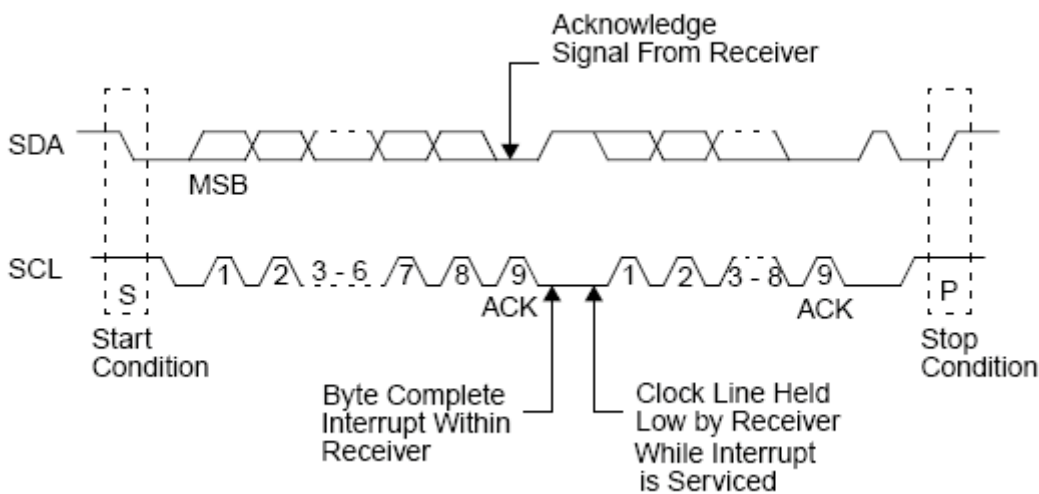 Acknowledge
Signal From Receiver
SDA
MSB
SCL
S
1
2
3 - 6
7
8
9
1
2
3 - 8
9
P
ACK
ACK
Start
Condition
Stop
Condition
Byte Complete
Interrupt Within
Receiver
Clock Line Held
Low by Receiver
While Interrupt
is Serviced